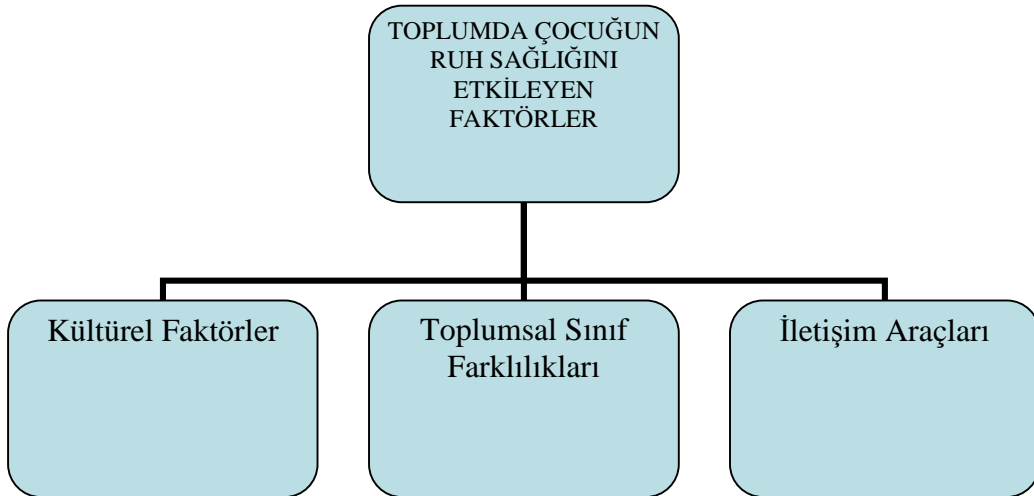 TOPLUMDA ÇOCUĞUN
RUH SAĞLIĞINI
ETKİLEYEN
FAKTÖRLER
Kültürel Faktörler
Toplumsal Sınıf
Farklılıkları
İletişim Araçları